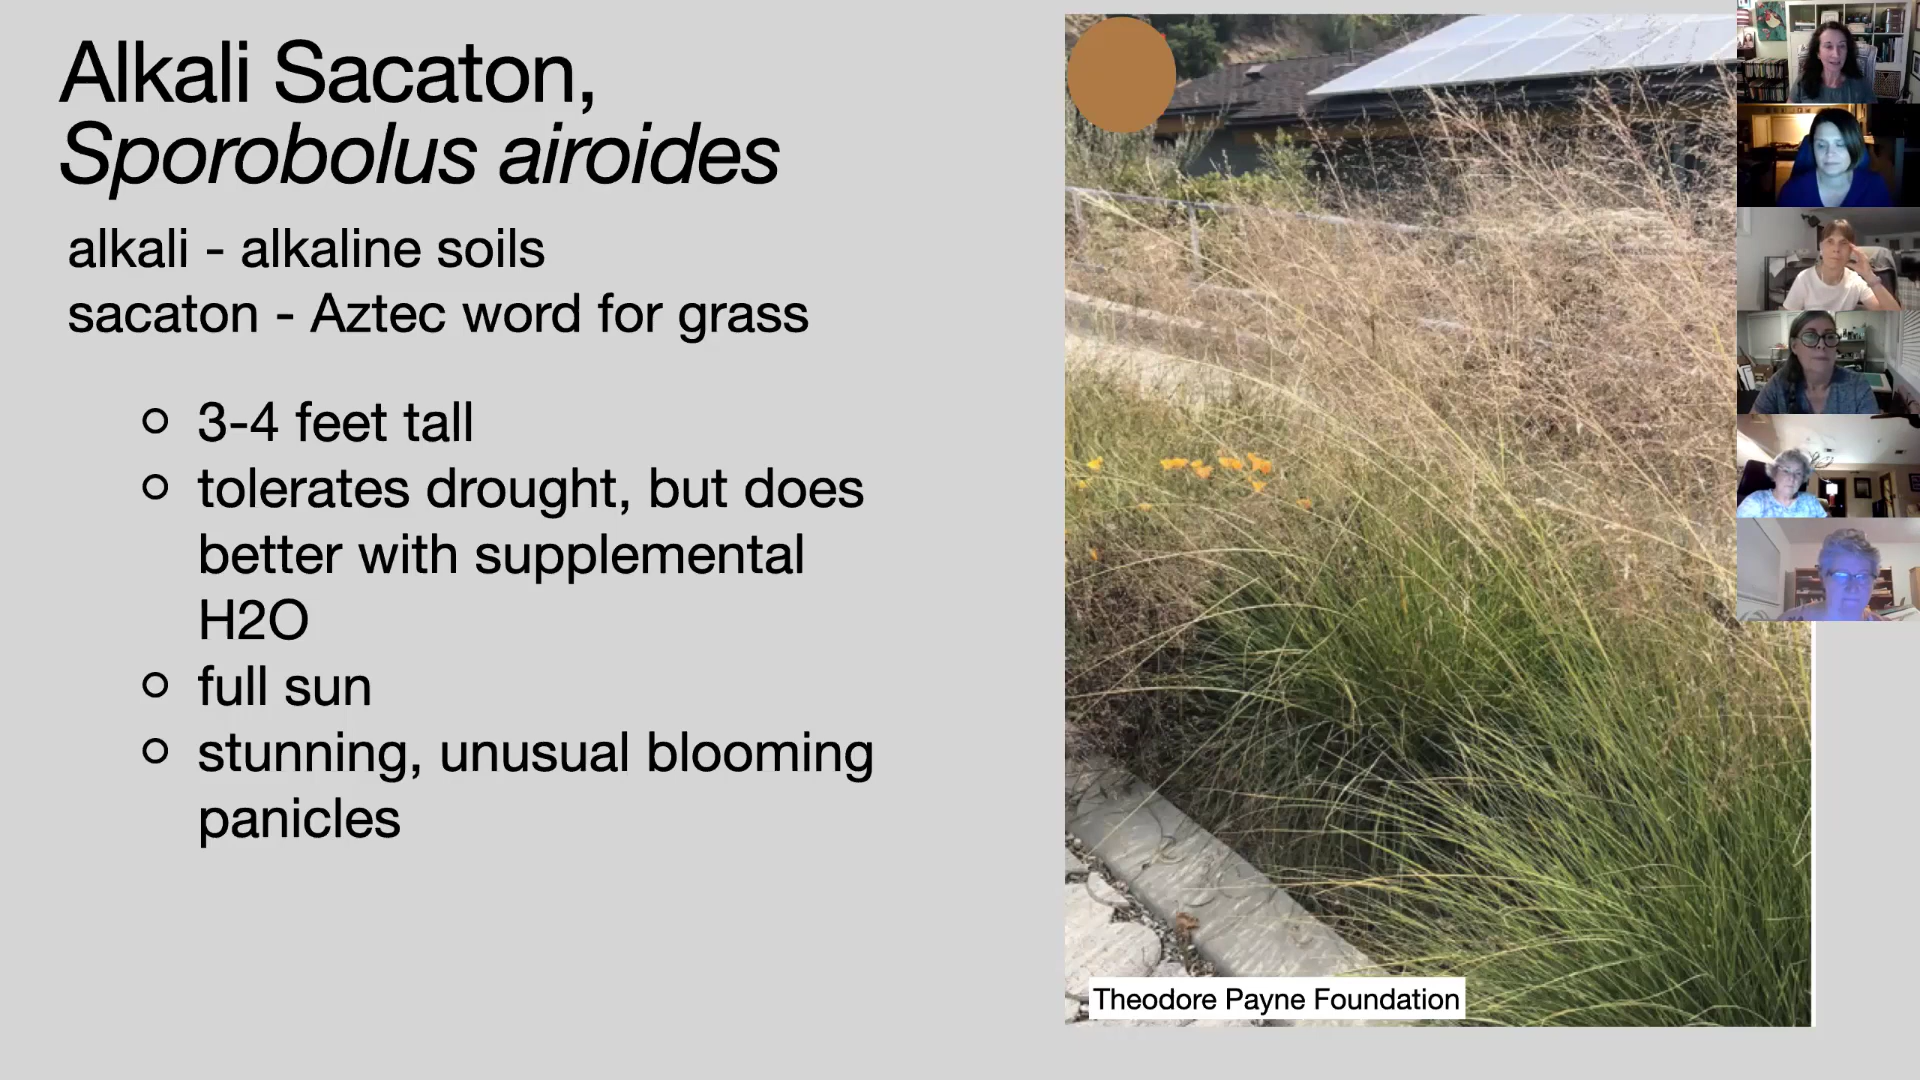 Alkali Sacaton,
Sporobolus airoides
alkali - alkaline soils
sacaton - Aztec word for grass
3-4 feet tall
tolerates drought, but does
better with supplemental
H2O
full sun
stunning, unusual blooming
panicles
Theodore Payne Foundation